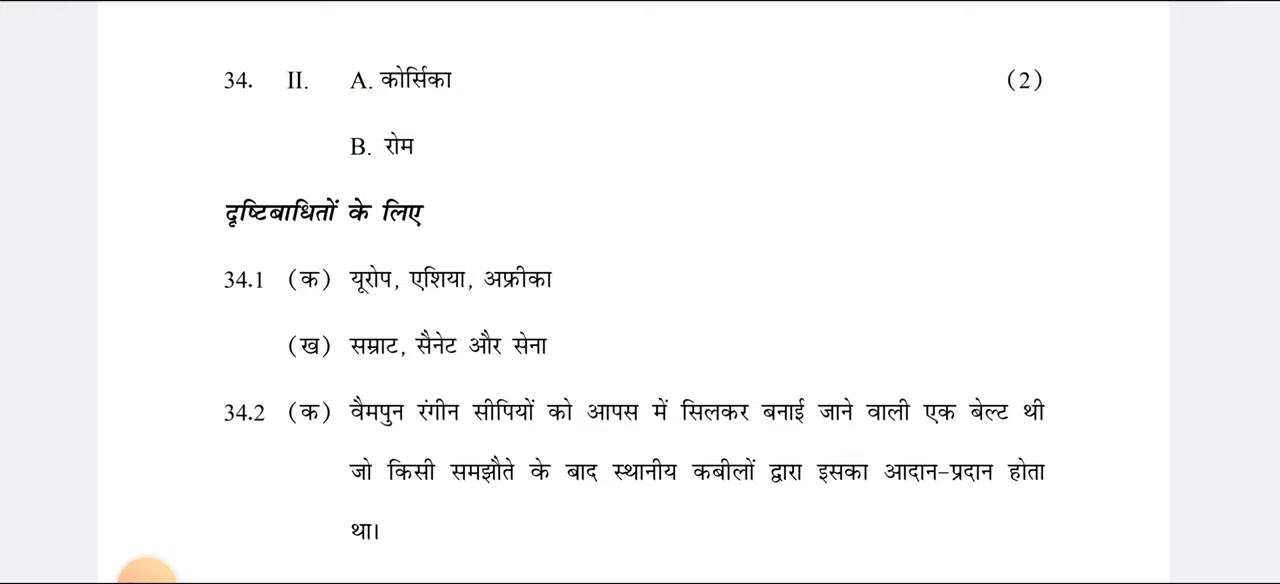 34. II. A. कोर्सिका (2)
B. रोम
दृष्टिबाधितों के लिए
34.1 (क) यूरोप, एशिया, अफ्रीका
(ख) सम्राट, सैनेट और सेना
34.2 (क) वैमपुन रंगीन सीपियों को आपस में सिलकर बनाई जाने वाली एक बेल्ट थी
जो किसी समझौते के बाद स्थानीय कबीलों द्वारा इसका आदान-प्रदान होता
था।